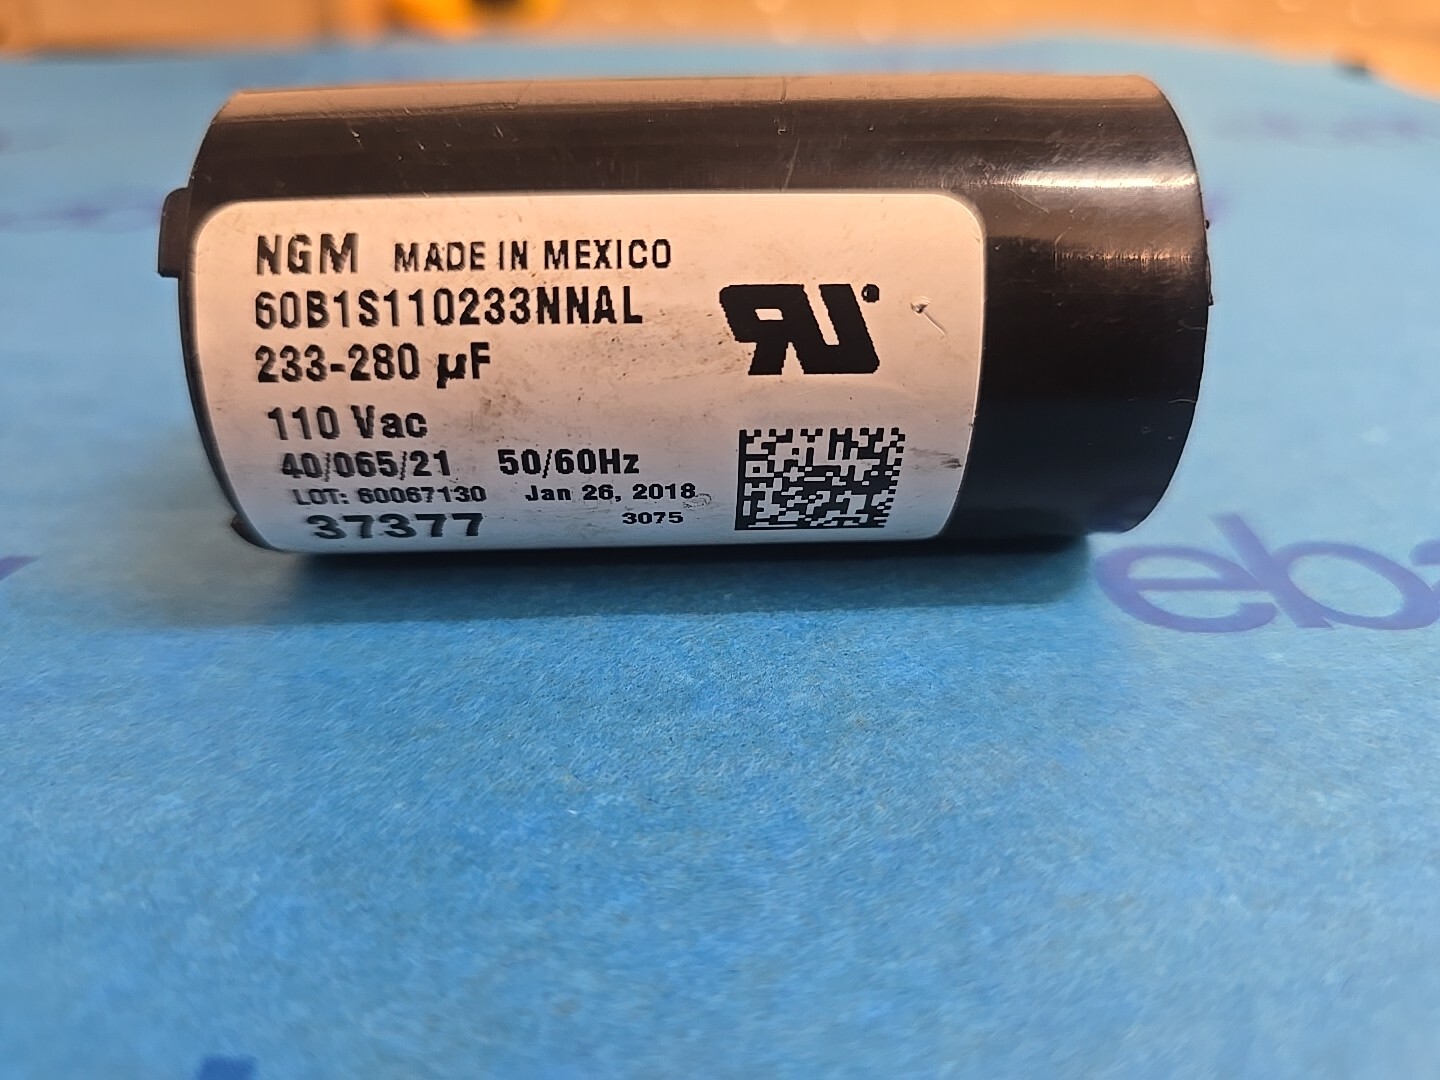 NGM MADE IN MEXICO
60B1S110233NNAL
233-280 µF
110 Vac
40/065/21 50/60Hz
LOT: 60067130 Jan 26, 2018
37377 3075
eb